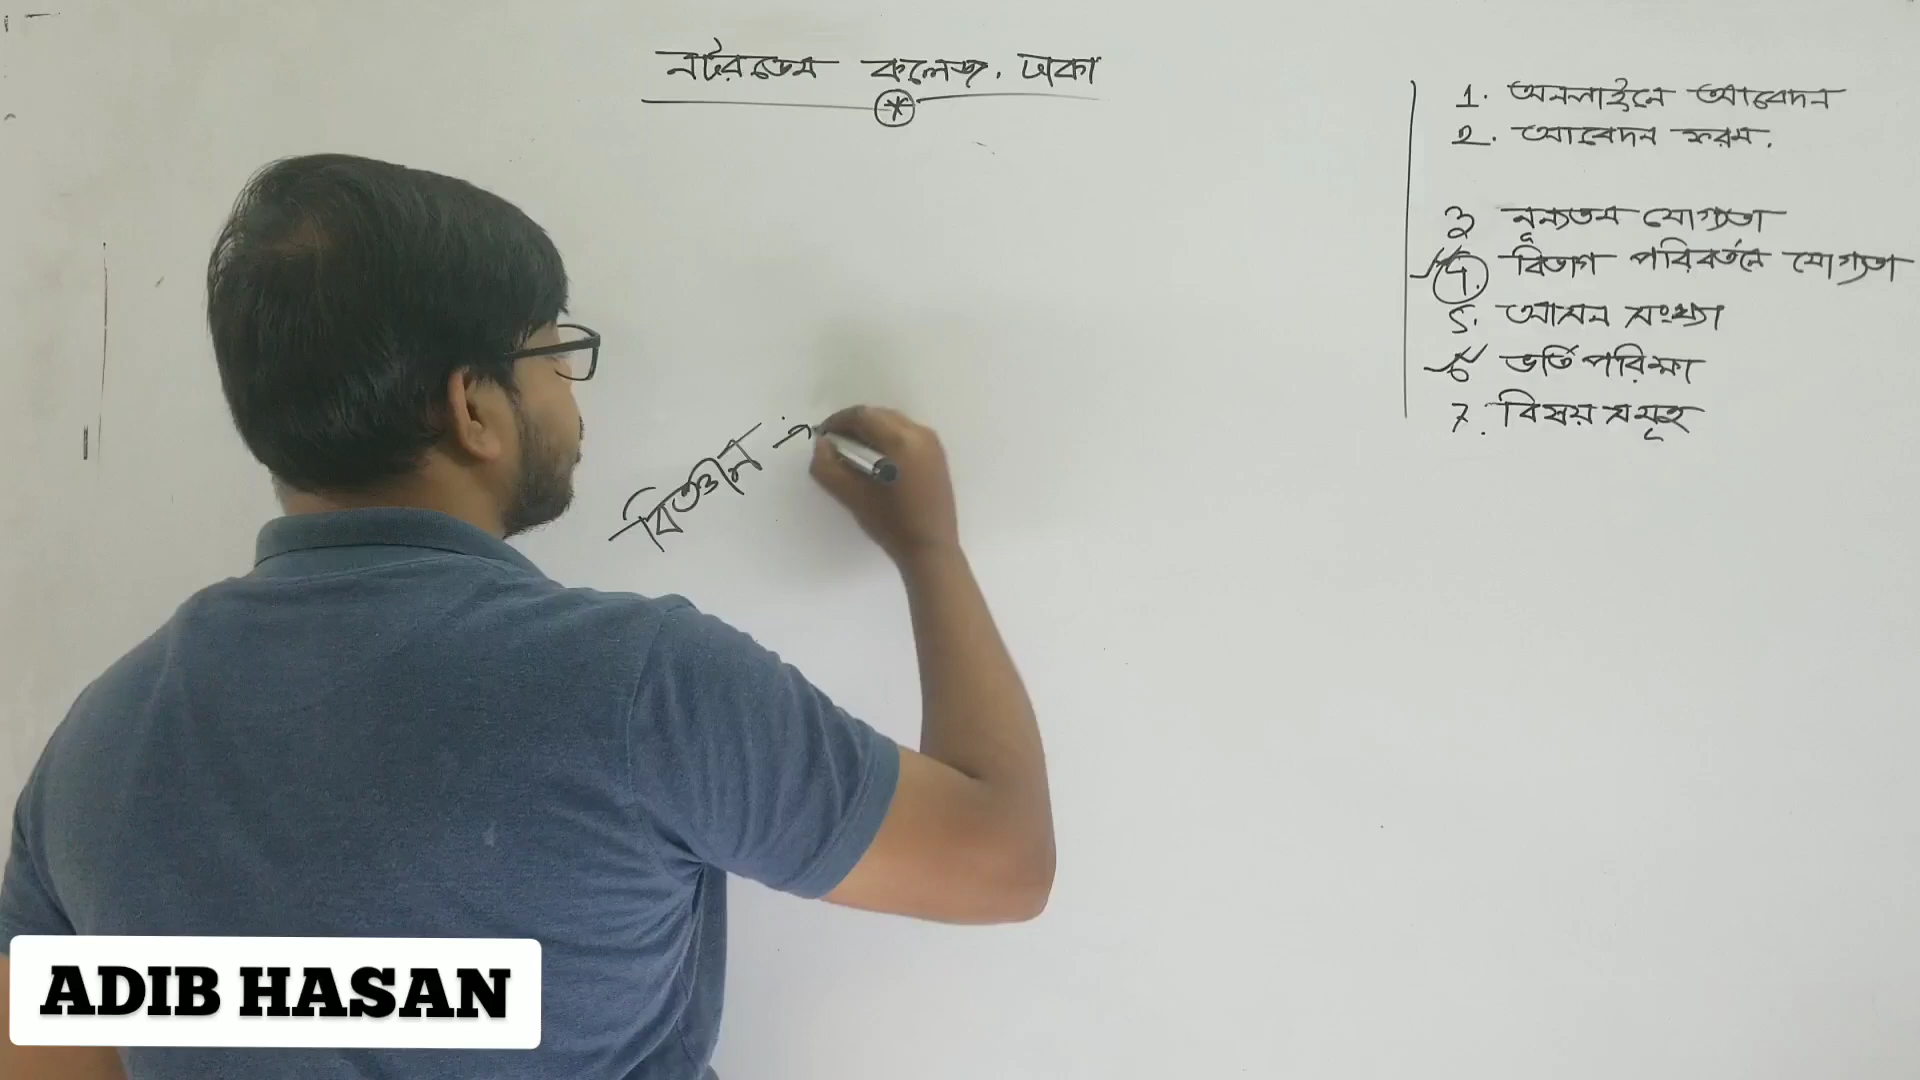 নটরডেম কলেজ, ঢাকা
1. অনলাইনে আবেদন
2. আবেদন ফরম.
3 নূন্যতম যোগ্যতা
4. বিভাগ পরিবর্তনে যোগ্যতা
5. আসন সংখ্যা
6 ভর্তি পরিক্ষা
7. বিষয় সমূহ
ADIB HASAN